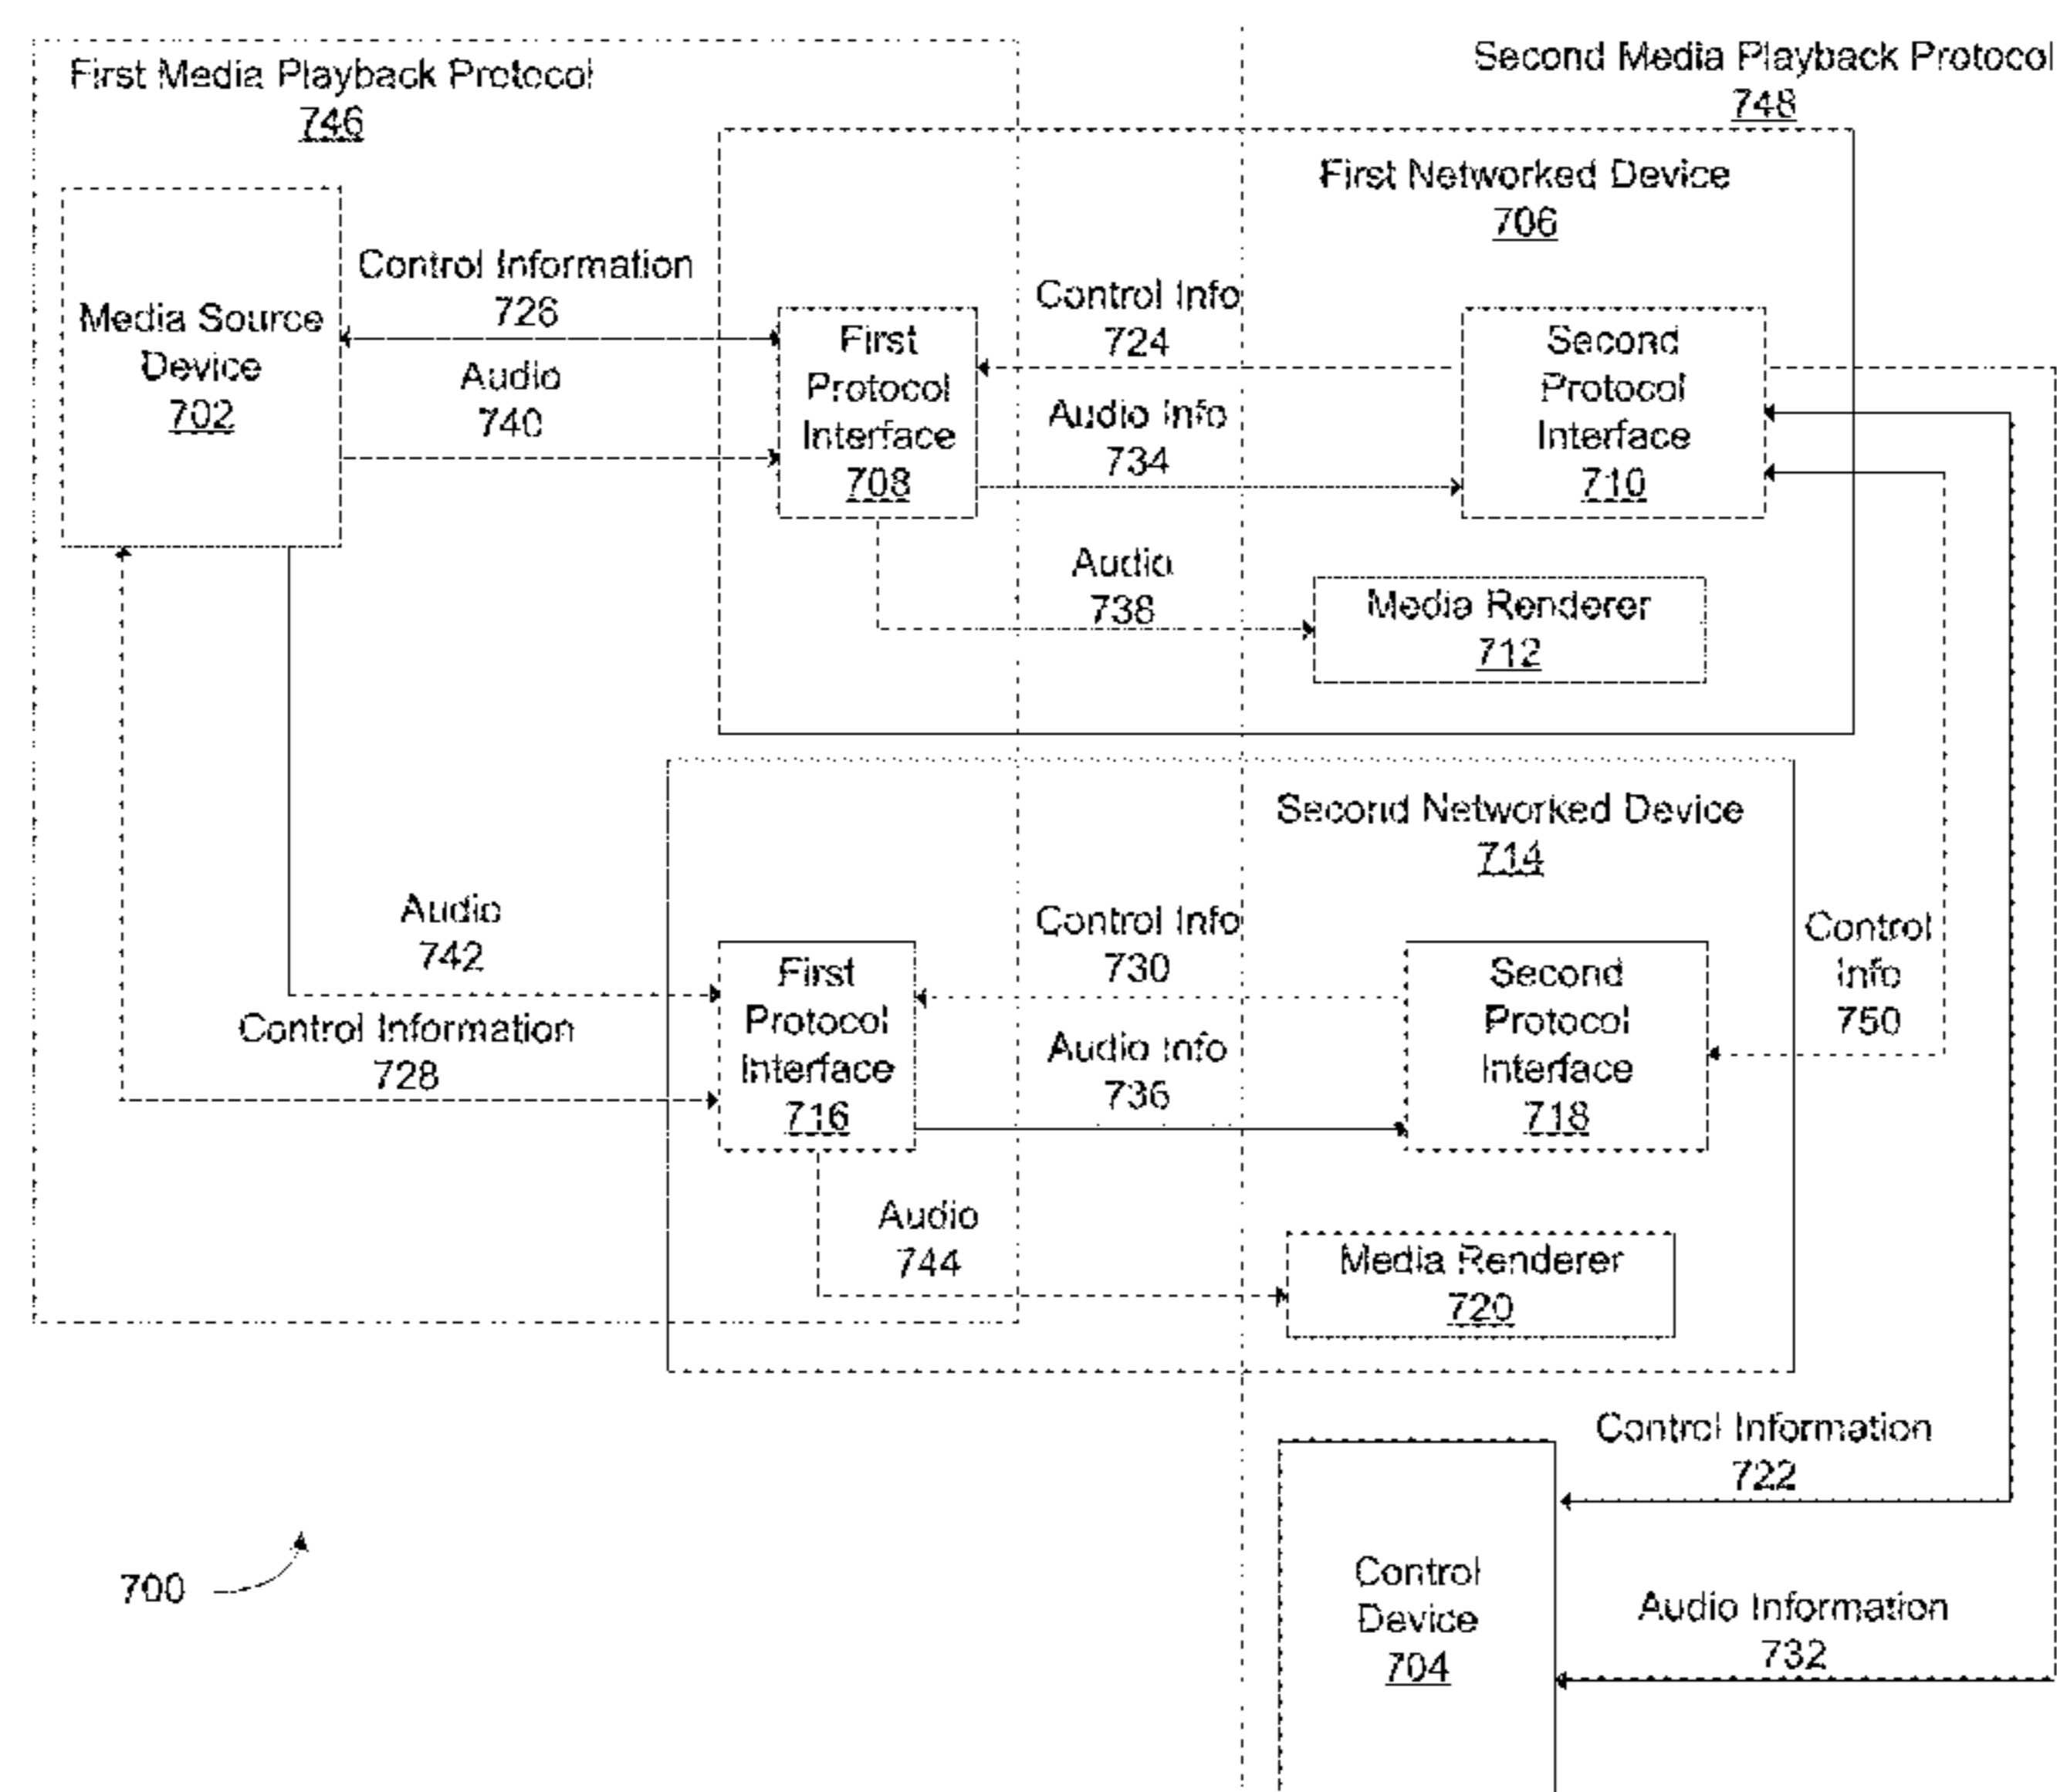 First Media Playback Protocol
746
Second Media Playback Protocol
748
First Networked Device
706
Media Source
Device
702
Control Information
726
Audio
740
First
Protocol
Interface
708
Control Info
724
Audio Info
734
Second
Protocol
Interface
710
Audio
738
Media Renderer
712
Second Networked Device
714
Audio
742
Control Information
728
First
Protocol
Interface
716
Control Info
730
Audio Info
736
Second
Protocol
Interface
718
Control
Info
750
Audio
744
Media Renderer
720
Control Information
722
Control
Device
704
Audio Information
732
700